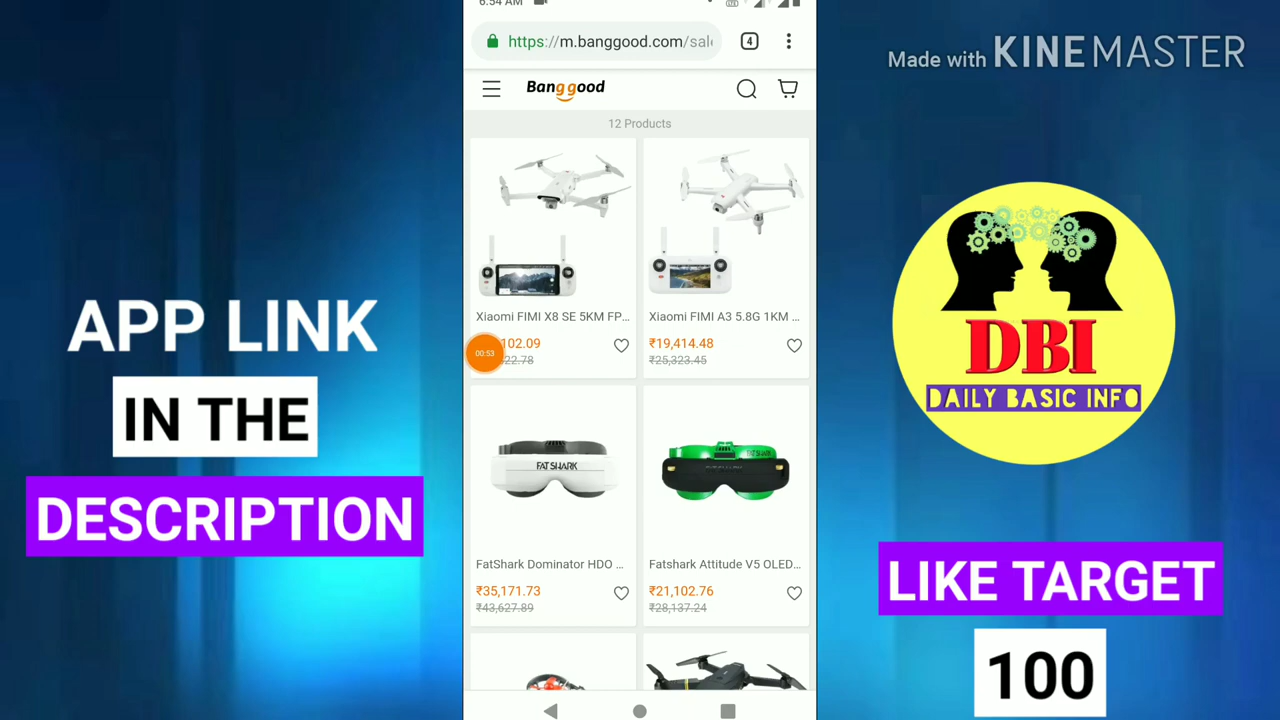 6:54 AM
https://m.banggood.com/sale
4
Banggood
12 Products
Xiaomi FIMI X8 SE 5KM FP...
102.09
22.78
Xiaomi FIMI A3 5.8G 1KM ...
₹19,414.48
₹25,323.45
00:53
FAT SHARK
FAT SHARK
FatShark Dominator HDO ...
₹35,171.73
₹43,627.89
Fatshark Attitude V5 OLED...
₹21,102.76
₹28,137.24
APP LINK
IN THE
DESCRIPTION
Made with KINEMASTER
DBI
DAILY BASIC INFO
LIKE TARGET
100